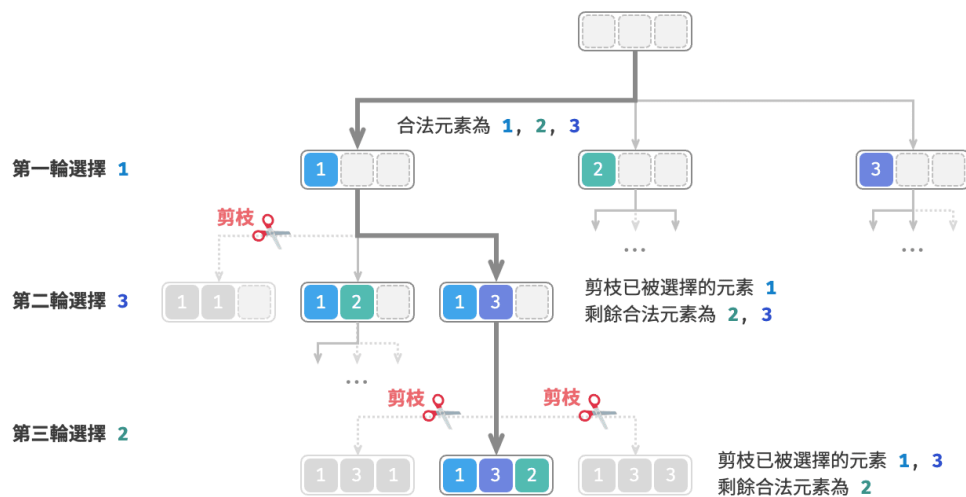 合法元素為 1, 2, 3
第一輪選擇 1
1
2
3
剪枝
...
...
第二輪選擇 3
1 1
1 2
1 3
剪枝已被選擇的元素 1
剩餘合法元素為 2, 3
...
剪枝
剪枝
第三輪選擇 2
1 3 1
1 3 2
1 3 3
剪枝已被選擇的元素 1, 3
剩餘合法元素為 2